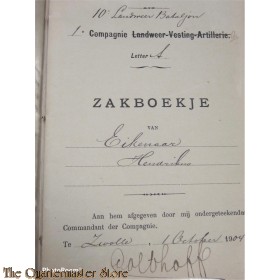 10e Landweer Bataljon
1e Compagnie Landweer-Vesting-Artillerie.
Letter A
ZAKBOEKJE
VAN
Eikenaar
Hendrikus
Aan hem afgegeven door mij ondergeteekende
Commandant der Compagnie,
Te Zwolle 1 October 1904
The Quartermaster Store
PhotoRoom